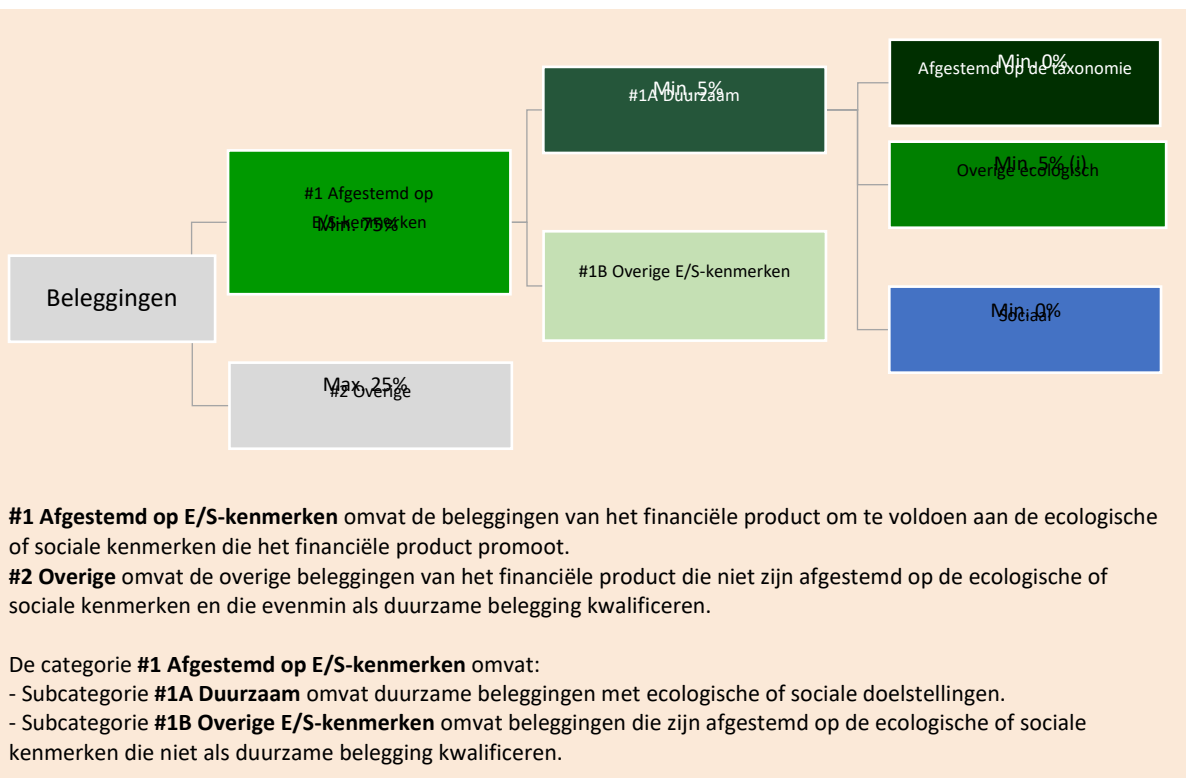 Beleggingen
#1 Afgestemd op
E/S-kenmerken
Min. 75%
Max. 25%
#2 Overige
Min. 5%
#1A Duurzaam
#1B Overige E/S-kenmerken
Min. 0%
Afgestemd op de taxonomie
Min. 5% (i)
Overige ecologisch
Min. 0%
Sociaal
#1 Afgestemd op E/S-kenmerken omvat de beleggingen van het financiële product om te voldoen aan de ecologische
of sociale kenmerken die het financiële product promoot.
#2 Overige omvat de overige beleggingen van het financiële product die niet zijn afgestemd op de ecologische of
sociale kenmerken en die evenmin als duurzame belegging kwalificeren.
De categorie #1 Afgestemd op E/S-kenmerken omvat:
- Subcategorie #1A Duurzaam omvat duurzame beleggingen met ecologische of sociale doelstellingen.
- Subcategorie #1B Overige E/S-kenmerken omvat beleggingen die zijn afgestemd op de ecologische of sociale
kenmerken die niet als duurzame belegging kwalificeren.